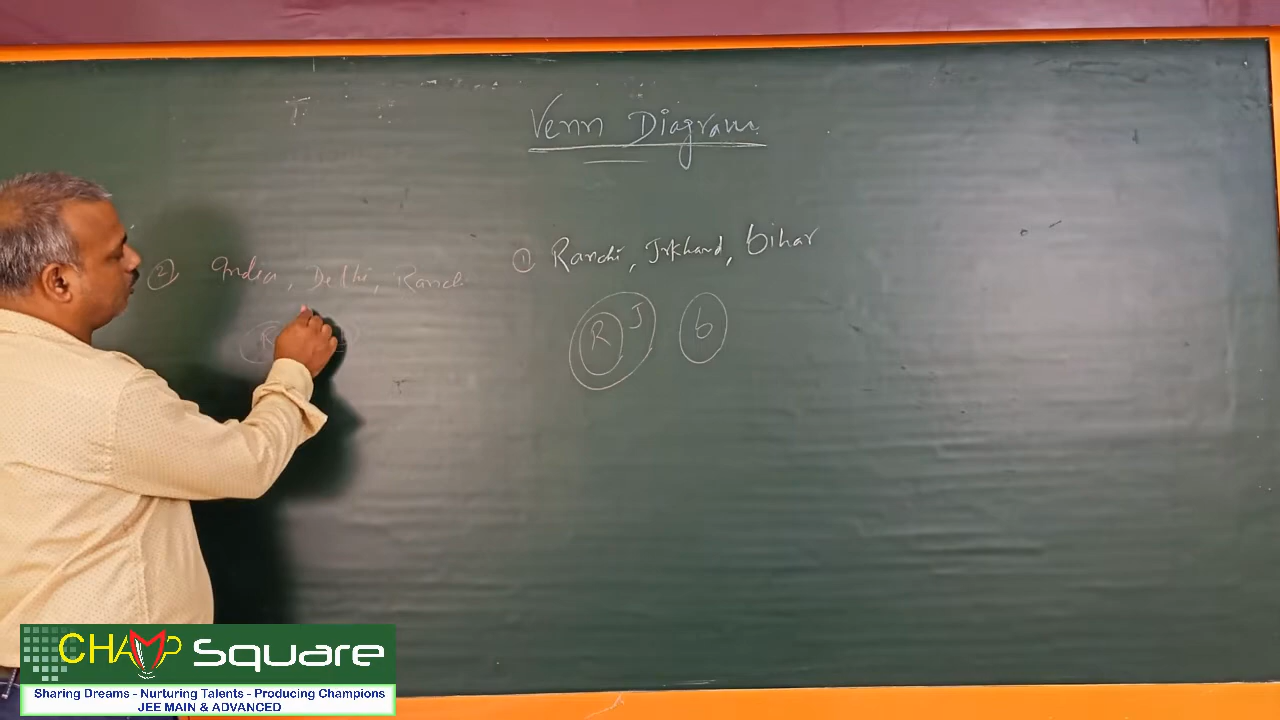 Venn Diagram
① Ranchi, Jrkhand, bihar
R J b
② India, Delhi, Ranchi
R
CHAMP Square
Sharing Dreams - Nurturing Talents - Producing Champions
JEE MAIN & ADVANCED